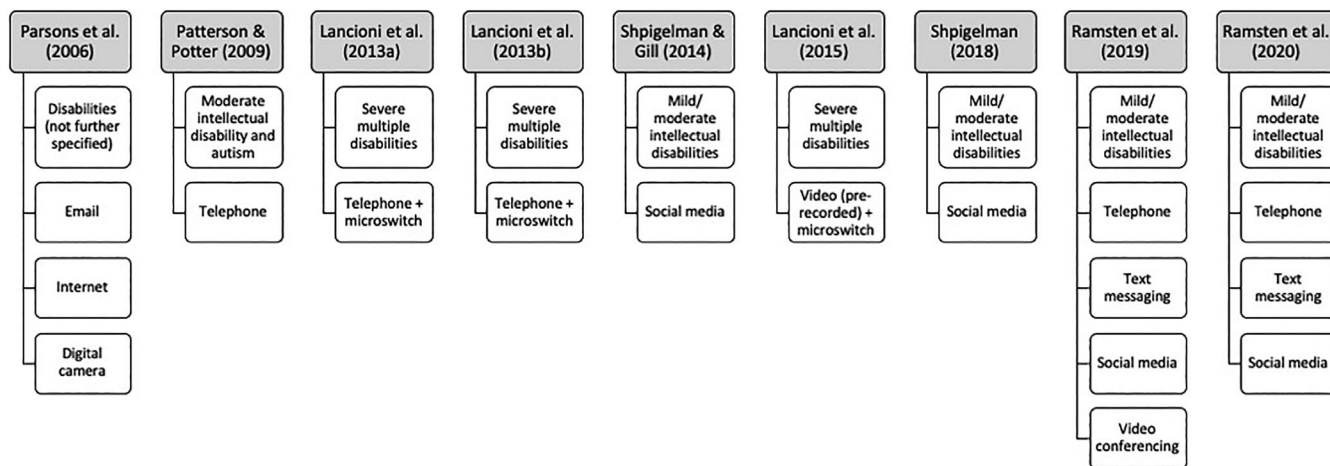 Parsons et al.
(2006)
Disabilities
(not further
specified)
Email
Internet
Digital
camera
Patterson &
Potter (2009)
Moderate
intellectual
disability and
autism
Telephone
Lancioni et al.
(2013a)
Severe
multiple
disabilities
Telephone +
microswitch
Lancioni et al.
(2013b)
Severe
multiple
disabilities
Telephone +
microswitch
Shpigelman &
Gill (2014)
Mild/
moderate
intellectual
disabilities
Social media
Lancioni et al.
(2015)
Severe
multiple
disabilities
Video (pre-
recorded) +
microswitch
Shpigelman
(2018)
Mild/
moderate
intellectual
disabilities
Social media
Ramsten et al.
(2019)
Mild/
moderate
intellectual
disabilities
Telephone
Text
messaging
Social media
Video
conferencing
Ramsten et al.
(2020)
Mild/
moderate
intellectual
disabilities
Telephone
Text
messaging
Social media